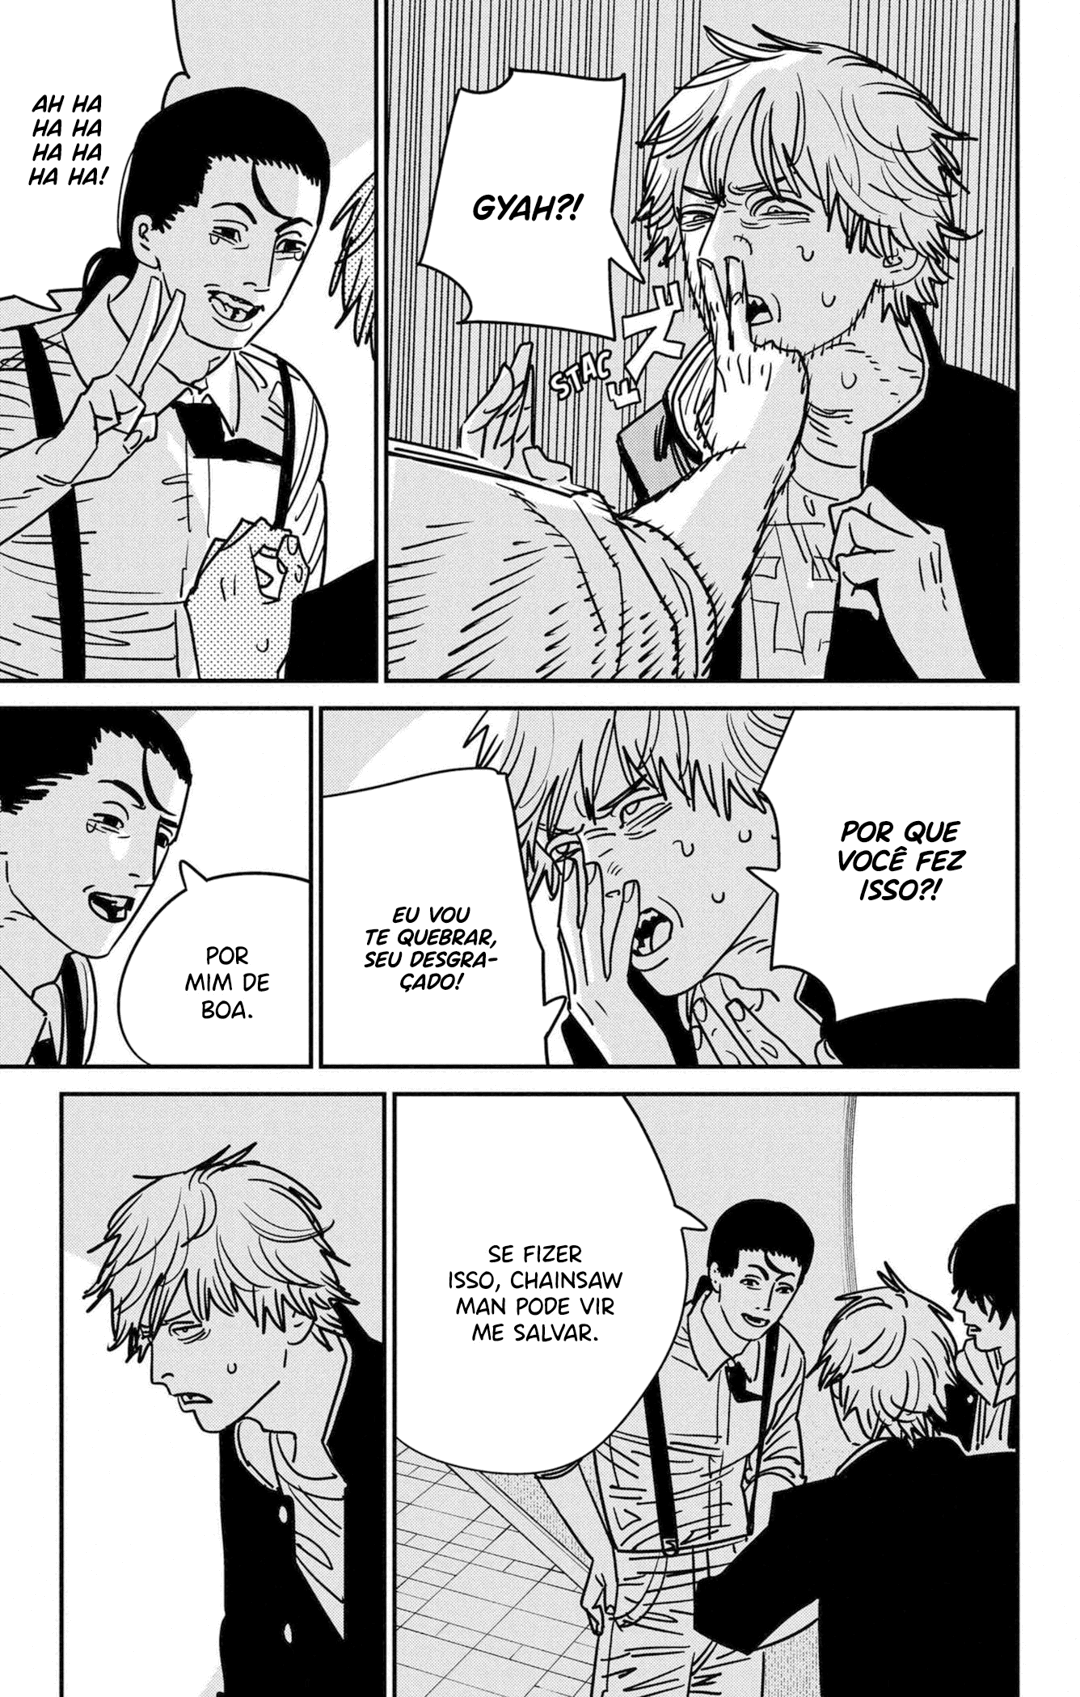 GYAH?!
STAC
AH HA
HA HA
HA HA
HA HA!
POR QUE
VOCÊ FEZ
ISSO?!
EU VOU
TE QUEBRAR,
SEU DESGRA-
ÇADO!
POR
MIM DE
BOA.
SE FIZER
ISSO, CHAINSAW
MAN PODE VIR
ME SALVAR.